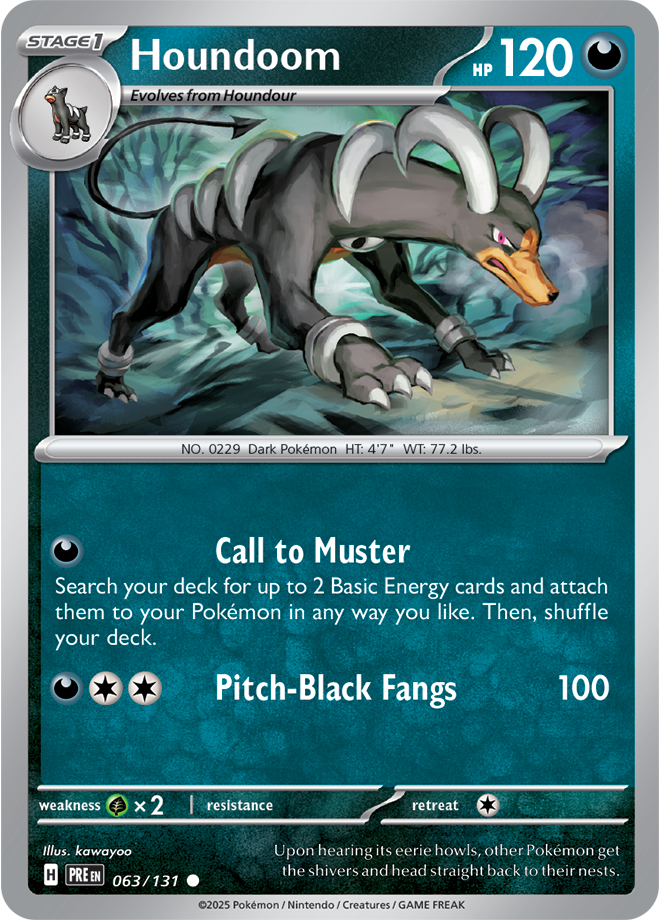 STAGE1
Houndoom
HP 120
Evolves from Houndour
NO. 0229 Dark Pokémon HT: 4'7" WT: 77.2 lbs.
Call to Muster
Search your deck for up to 2 Basic Energy cards and attach
them to your Pokémon in any way you like. Then, shuffle
your deck.
Pitch-Black Fangs 100
weakness ×2 resistance retreat
Illus. kawayoo
Upon hearing its eerie howls, other Pokémon get
the shivers and head straight back to their nests.
H PRE EN 063/131
©2025 Pokémon / Nintendo / Creatures / GAME FREAK